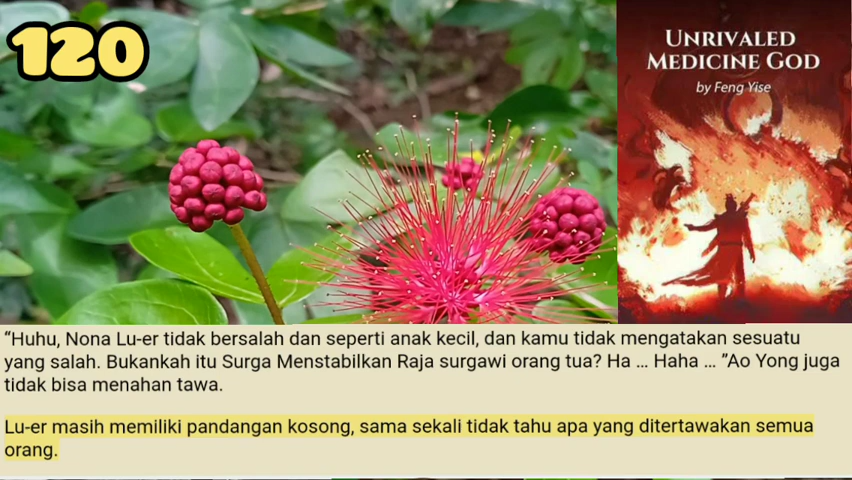 120
UNRIVALED
MEDICINE GOD
by Feng Yise
“Huhu, Nona Lu-er tidak bersalah dan seperti anak kecil, dan kamu tidak mengatakan sesuatu
yang salah. Bukankah itu Surga Menstabilkan Raja surgawi orang tua? Ha ... Haha ... ”Ao Yong juga
tidak bisa menahan tawa.
Lu-er masih memiliki pandangan kosong, sama sekali tidak tahu apa yang ditertawakan semua
orang.